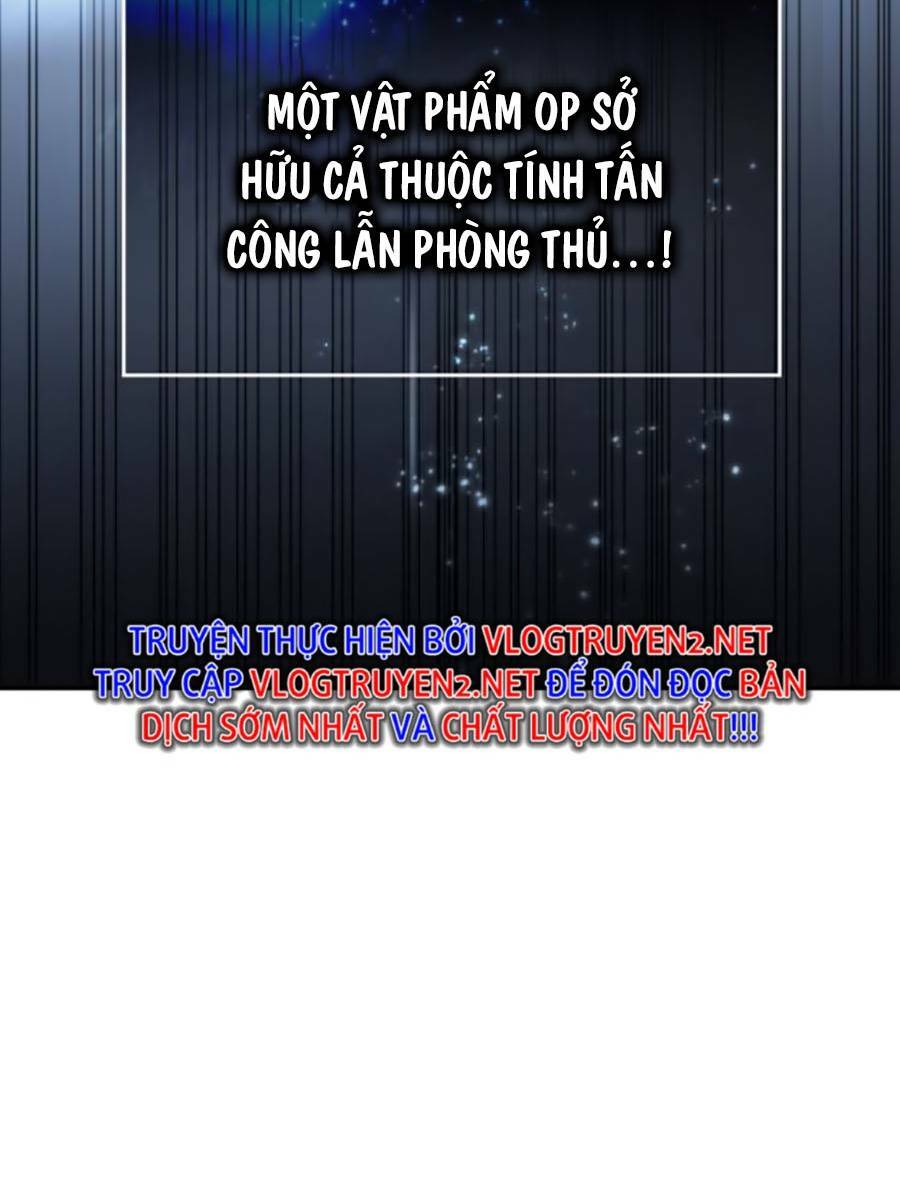 MỘT VẬT PHẨM OP SỞ
HỮU CẢ THUỘC TÍNH TẤN
CÔNG LẪN PHÒNG THỦ...!
TRUYỆN THỰC HIỆN BỞI VLOGTRUYEN2.NET
TRUY CẬP VLOGTRUYEN2.NET ĐỂ ĐÓN ĐỌC BẢN
DỊCH SỚM NHẤT VÀ CHẤT LƯỢNG NHẤT!!!